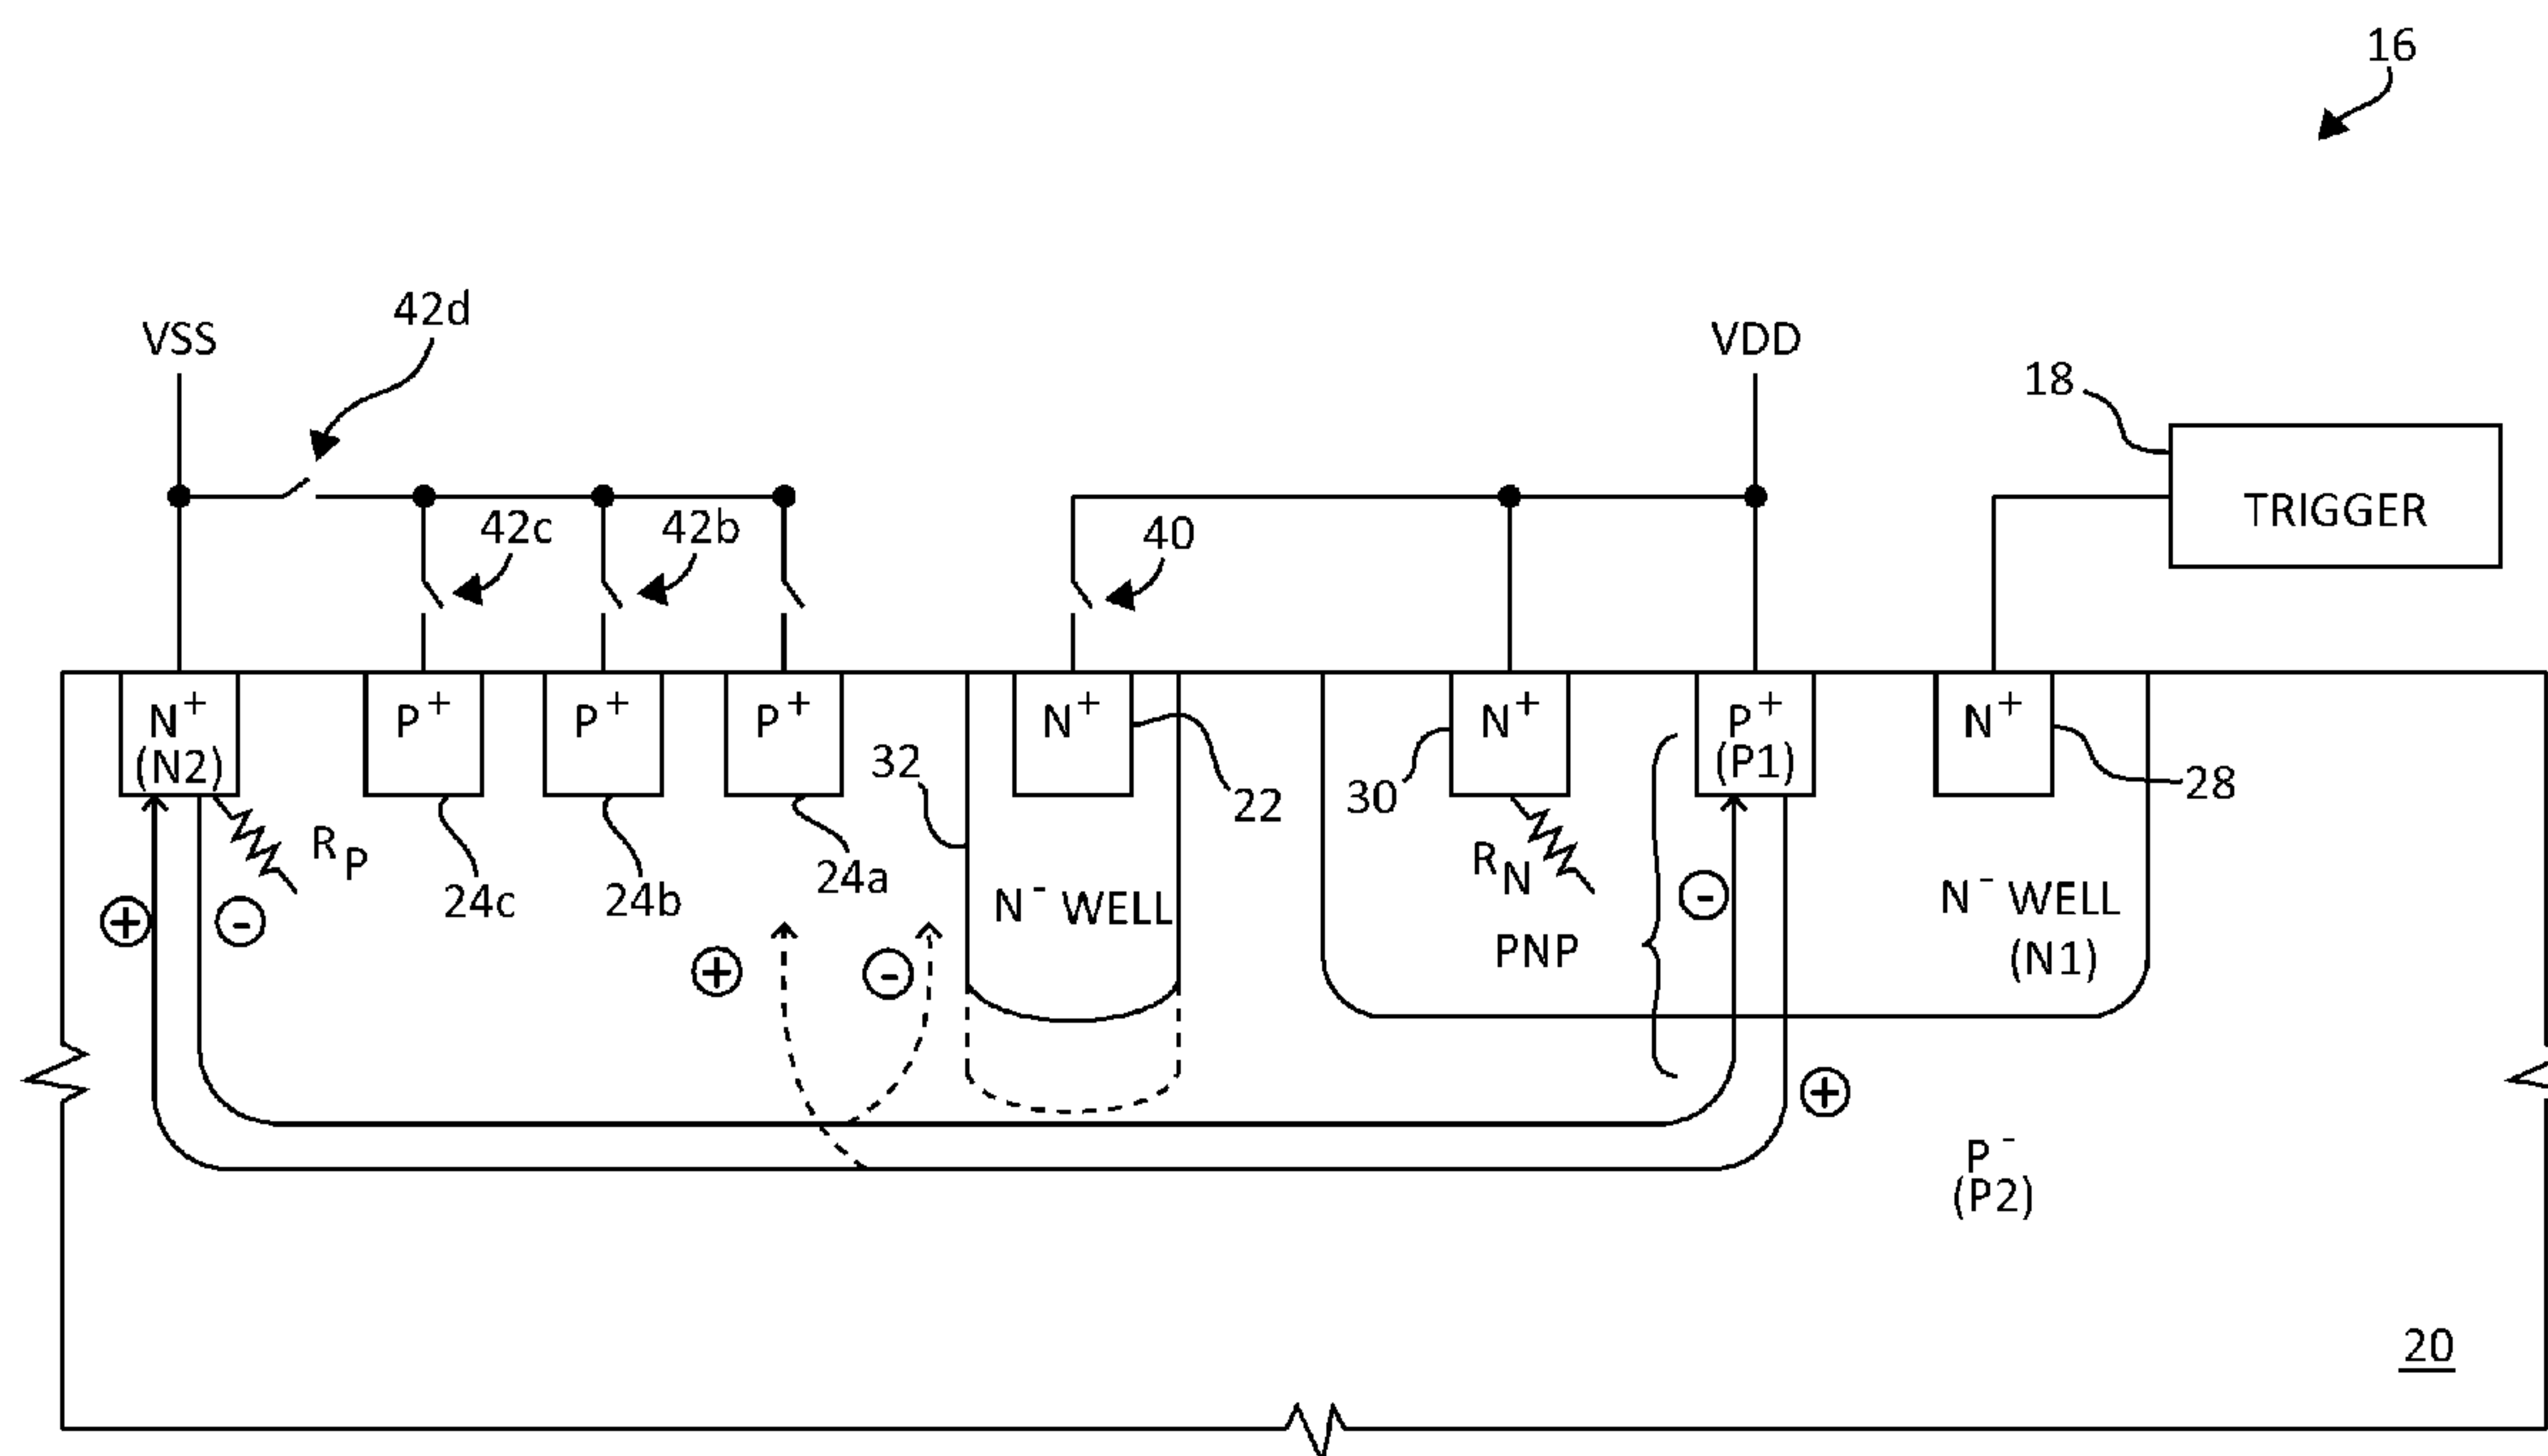 16
42d
VSS
VDD
18
TRIGGER
42c
42b
40
N+
(N2)
P+
P+
P+
N+
N+
P+
(P1)
N+
32
22
30
28
RP
24c
24b
24a
N- WELL
RN
PNP
N- WELL
(N1)
+
-
+
-
-
+
P-
(P2)
20